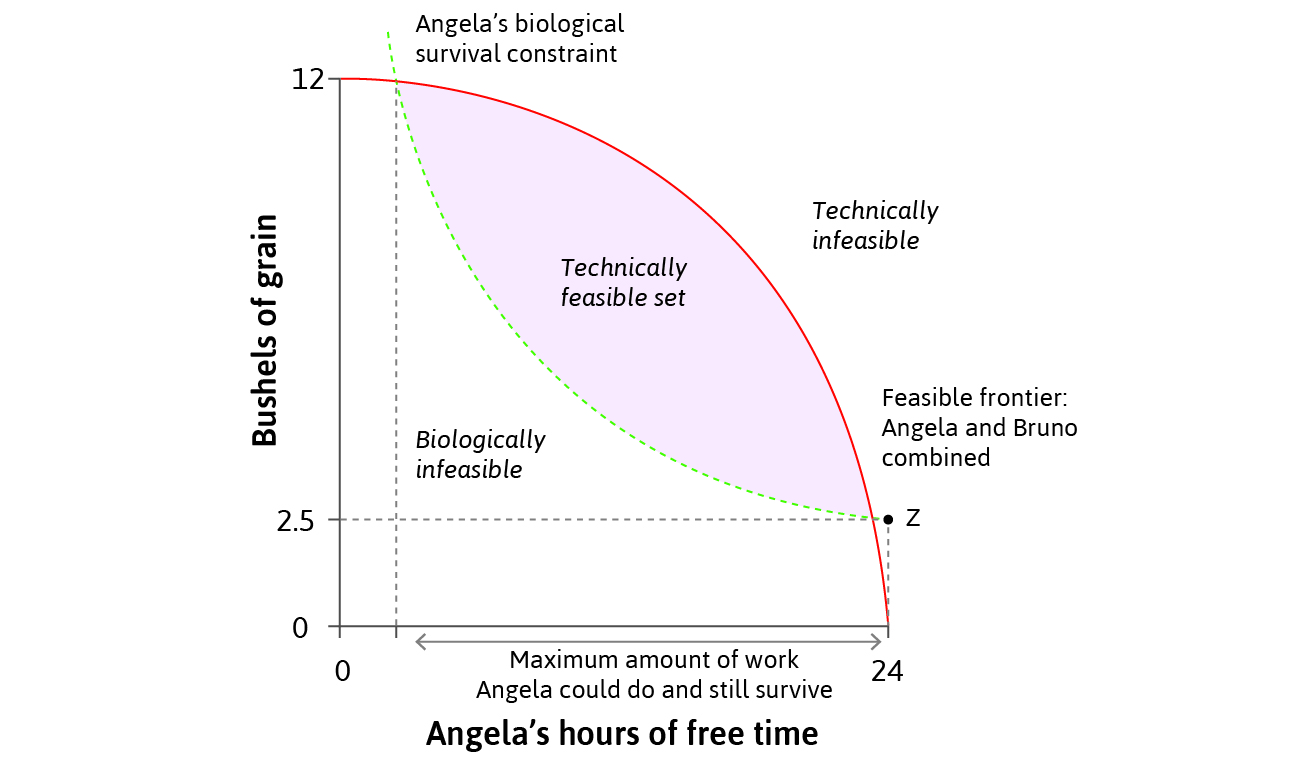 Angela’s biological
survival constraint
12
Technically
infeasible
Technically
feasible set
Bushels of grain
Feasible frontier:
Angela and Bruno
combined
Biologically
infeasible
2.5
Z
0
Maximum amount of work
Angela could do and still survive
0
24
Angela’s hours of free time